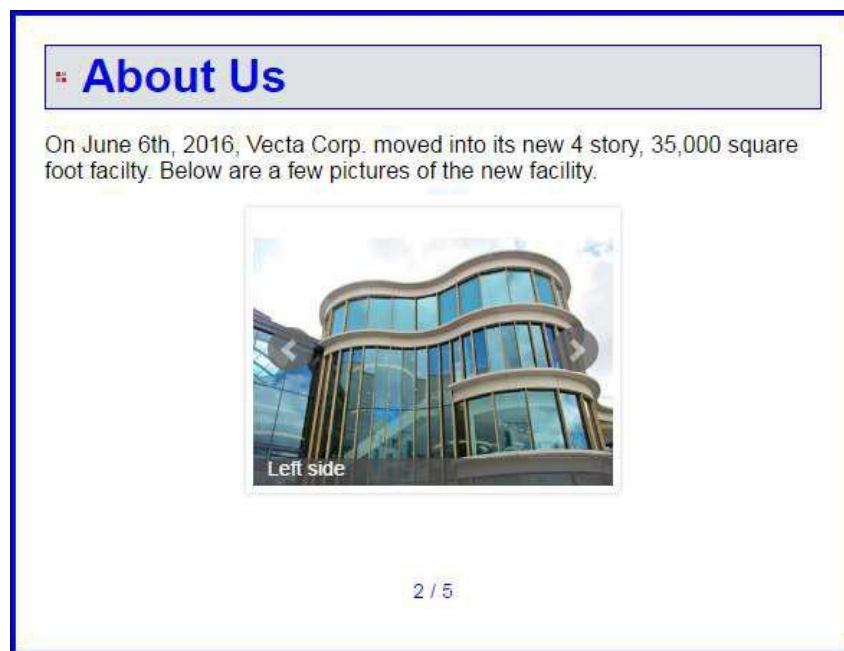 About Us
On June 6th, 2016, Vecta Corp. moved into its new 4 story, 35,000 square
foot facilty. Below are a few pictures of the new facility.
Left side
2 / 5